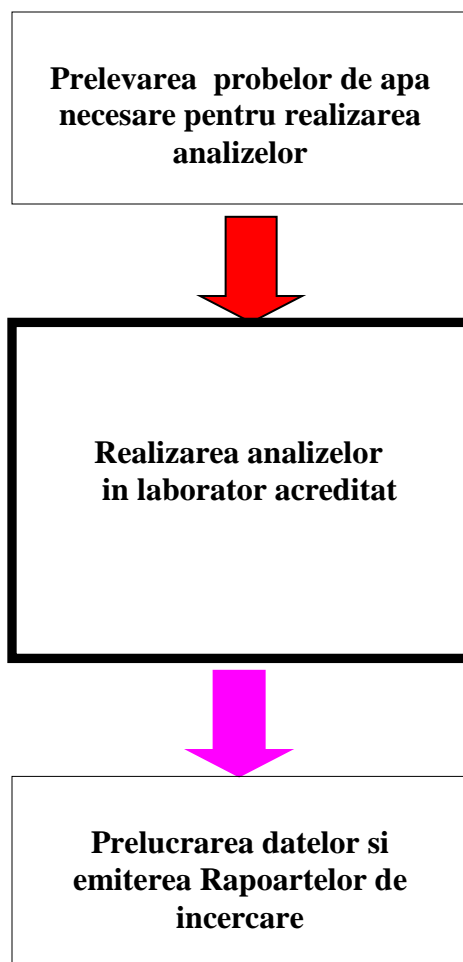 Prelevarea probelor de apa
necesare pentru realizarea
analizelor
Realizarea analizelor
in laborator acreditat
Prelucrarea datelor si
emiterea Rapoartelor de
incercare